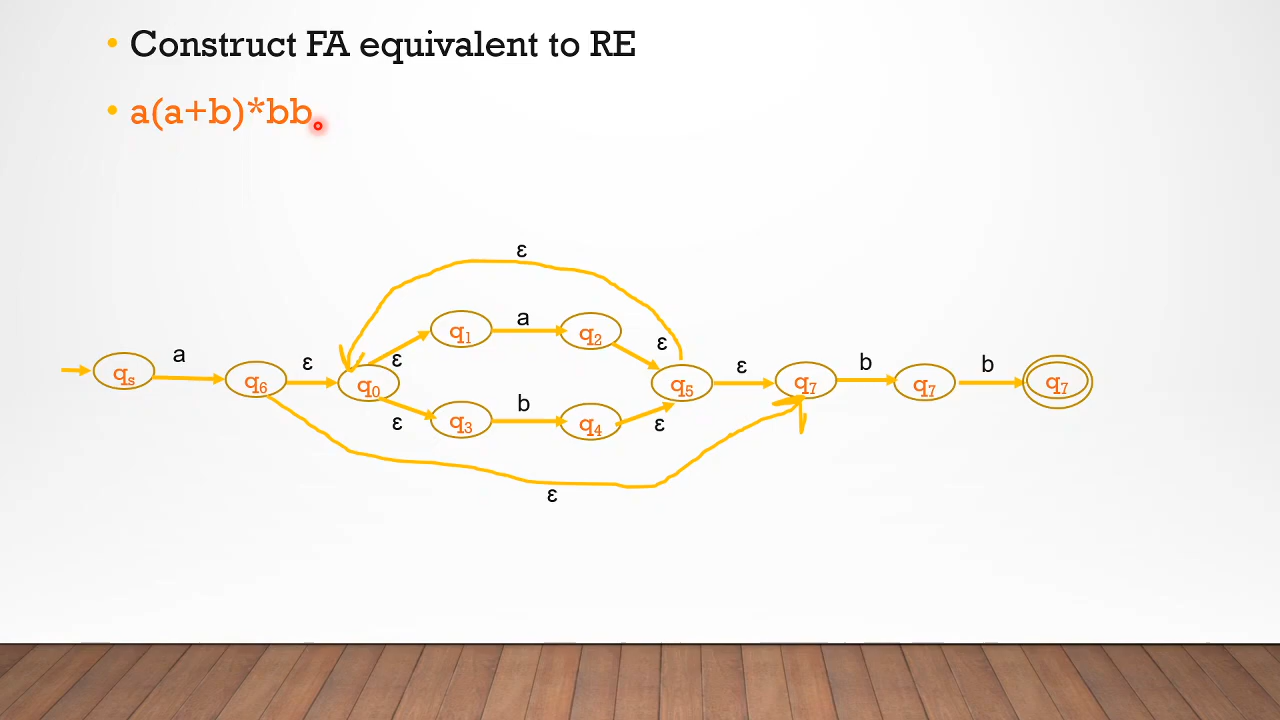 • Construct FA equivalent to RE
• a(a+b)*bb
ε
a ε ε q₁ a q₂ ε ε b b
qₛ q₆ q₀ q₅ q₇ q₇ q₇
ε q₃ b q₄ ε
ε